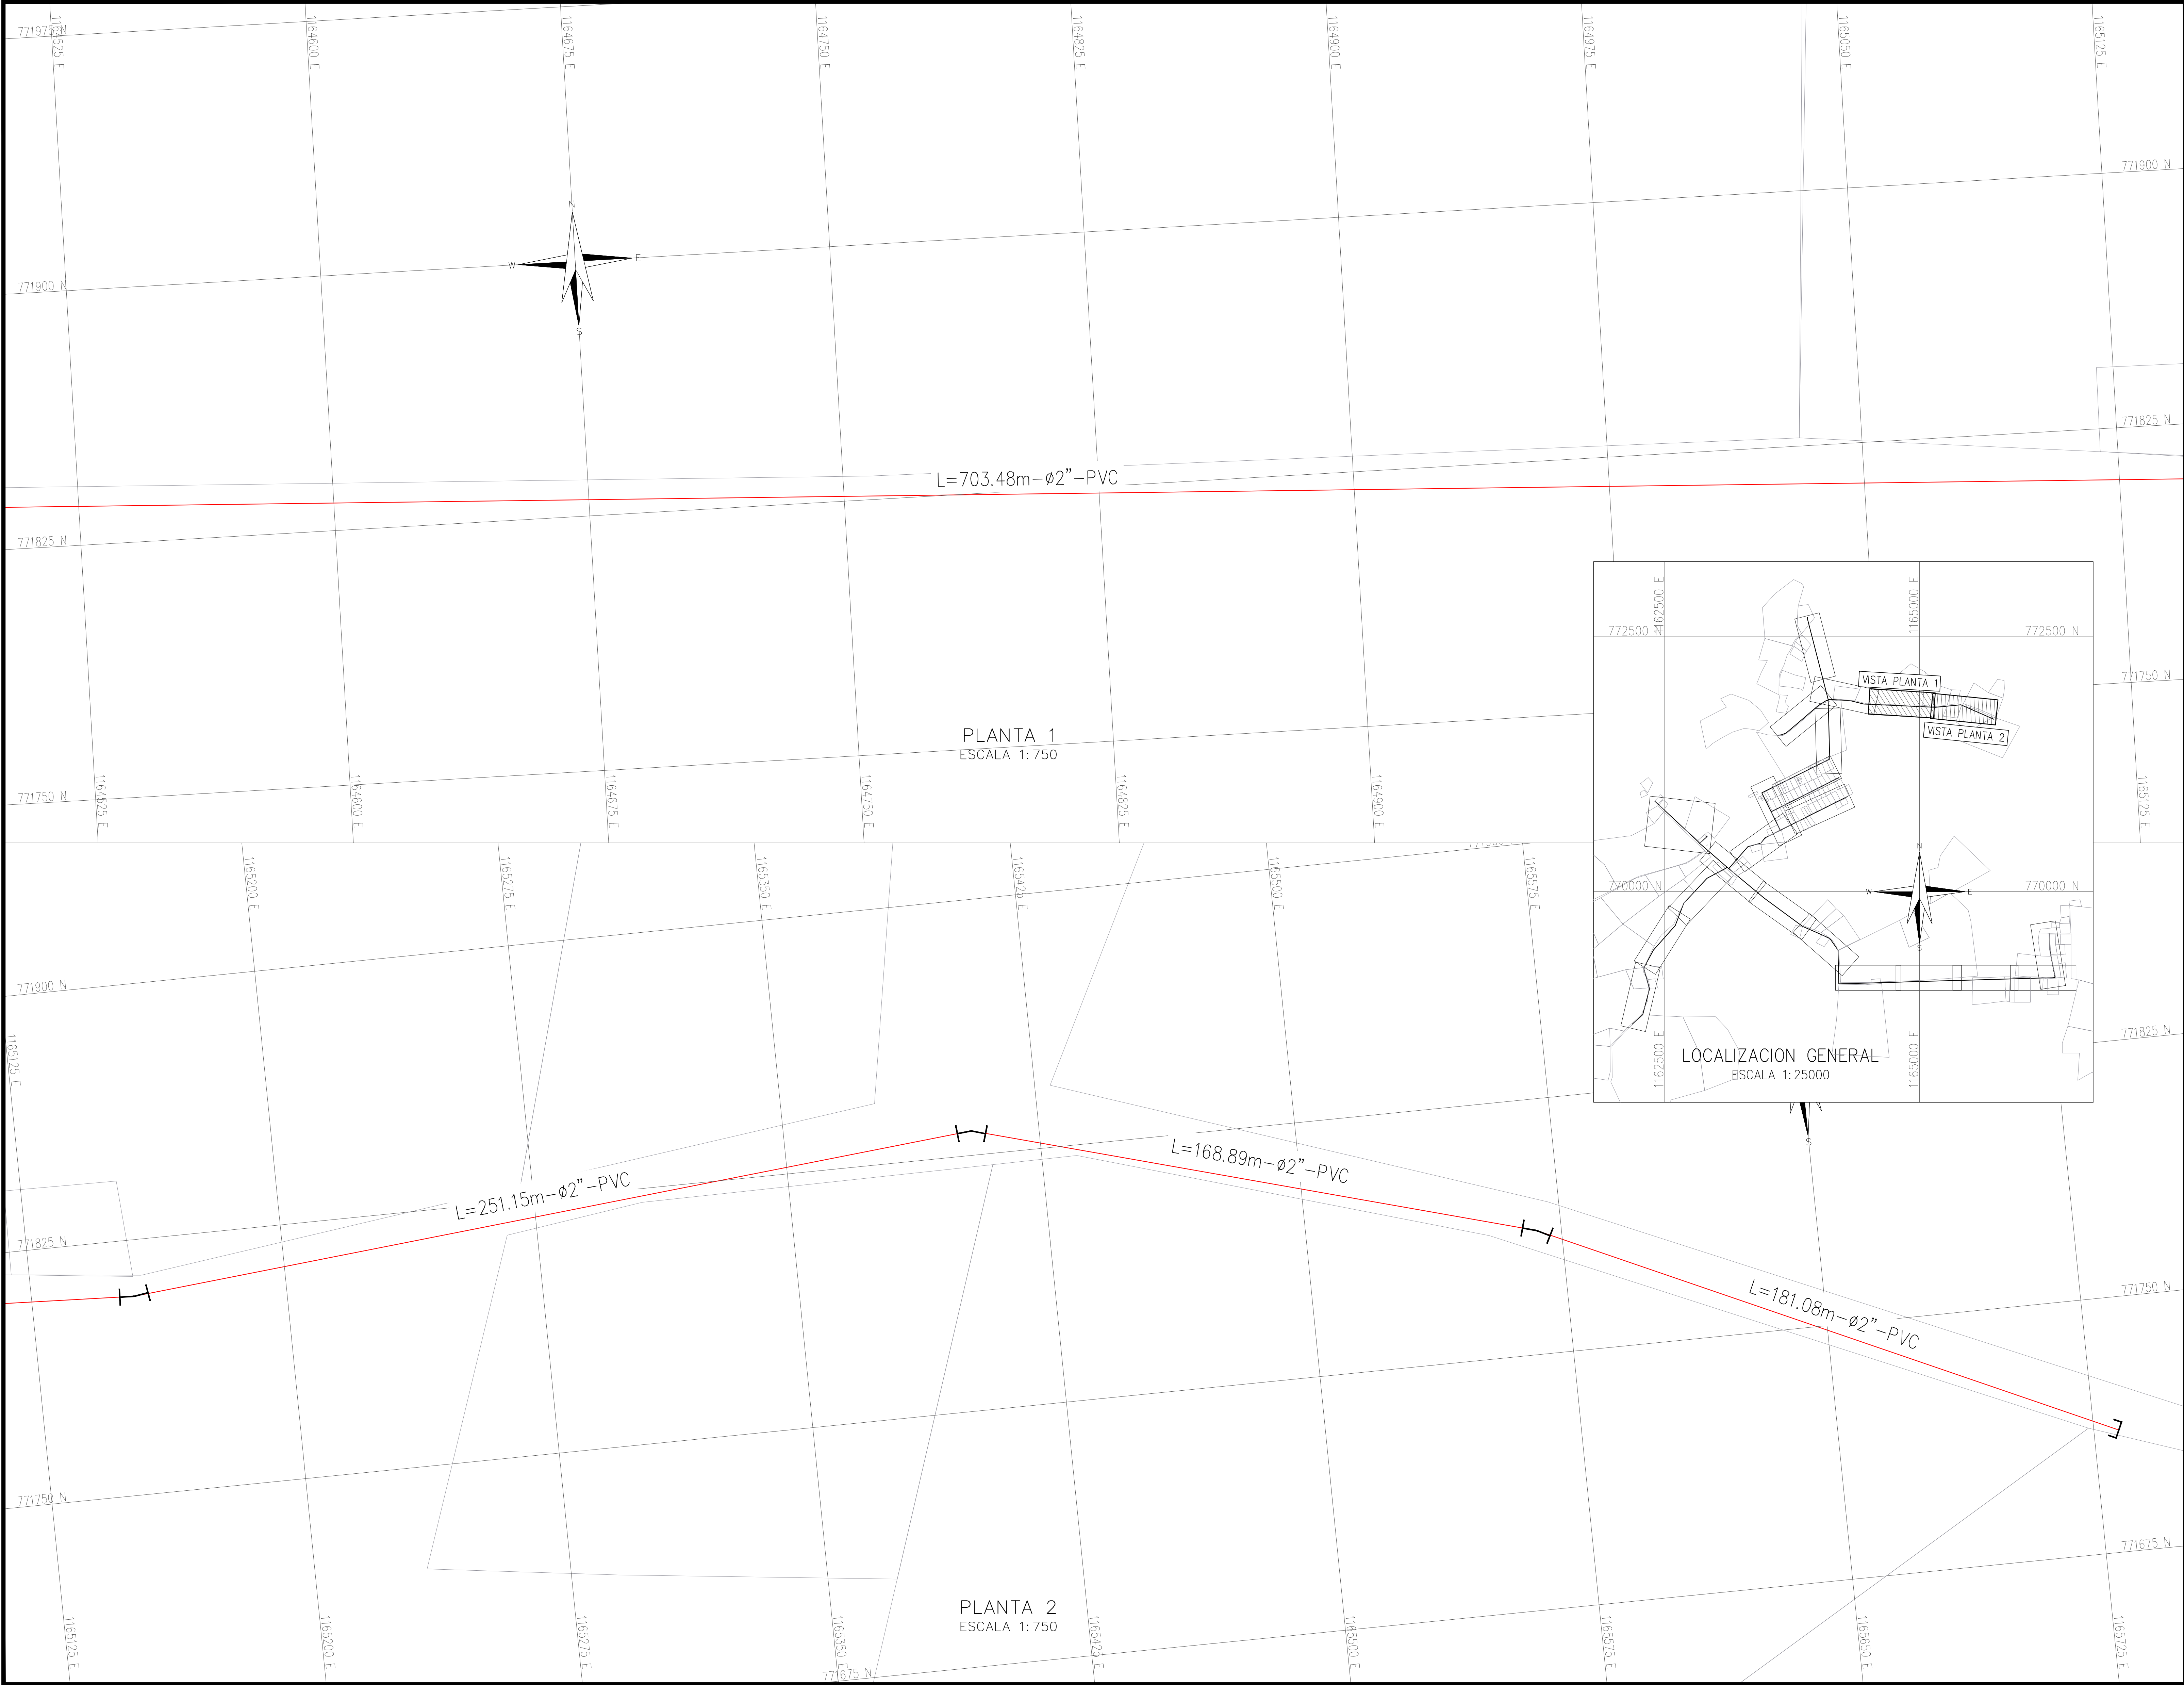 771975 N
1164525 E
1164600 E
1164675 E
1164750 E
1164825 E
1164900 E
1164975 E
1165050 E
1165125 E
771900 N
N
W
E
S
771900 N
771825 N
L=703.48m-ø2”-PVC
771825 N
771750 N
PLANTA 1
ESCALA 1:750
771750 N
1164525 E
1164600 E
1164675 E
1164750 E
1164825 E
1164900 E
1165125 E
1162500 E
1165000 E
772500 N
772500 N
VISTA PLANTA 1
VISTA PLANTA 2
N
W
E
S
770000 N
770000 N
1162500 E
1165000 E
LOCALIZACION GENERAL
ESCALA 1:25000
1165200 E
1165275 E
1165350 E
1165425 E
1165500 E
1165575 E
771900 N
1165125 E
771825 N
S
L=251.15m-ø2”-PVC
L=168.89m-ø2”-PVC
771825 N
L=181.08m-ø2”-PVC
771750 N
771750 N
771675 N
PLANTA 2
ESCALA 1:750
1165125 E
1165200 E
1165275 E
1165350 E
1165425 E
1165500 E
1165575 E
1165650 E
1165725 E
771675 N